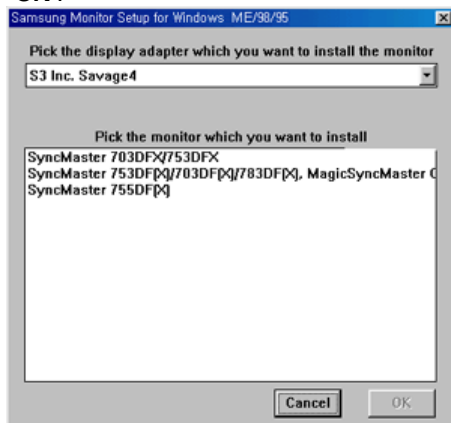 Samsung Monitor Setup for Windows ME/98/95
Pick the display adapter which you want to install the monitor
S3 Inc. Savage4
Pick the monitor which you want to install
SyncMaster 703DFX/753DFX
SyncMaster 753DF[X]/703DF[X]/783DF[X], MagicSyncMaster
SyncMaster 755DF[X]
Cancel OK